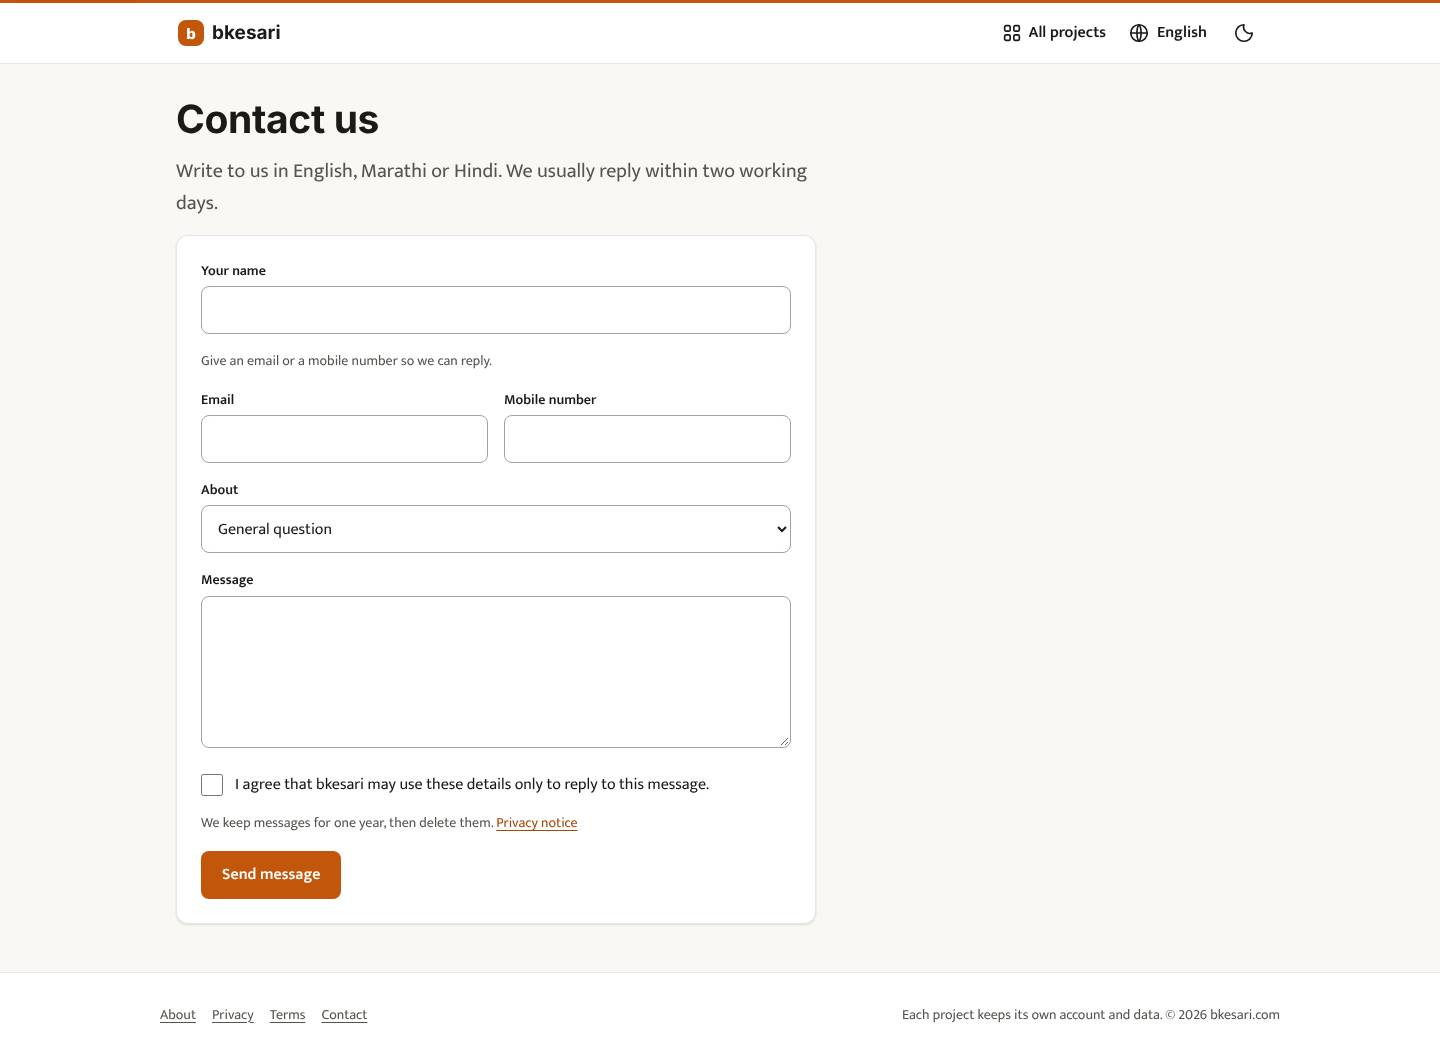 b bkesari
All projects
English
Contact us
Write to us in English, Marathi or Hindi. We usually reply within two working
days.
Your name
Give an email or a mobile number so we can reply.
Email
Mobile number
About
General question
Message
I agree that bkesari may use these details only to reply to this message.
We keep messages for one year, then delete them. Privacy notice
Send message
About Privacy Terms Contact
Each project keeps its own account and data. © 2026 bkesari.com